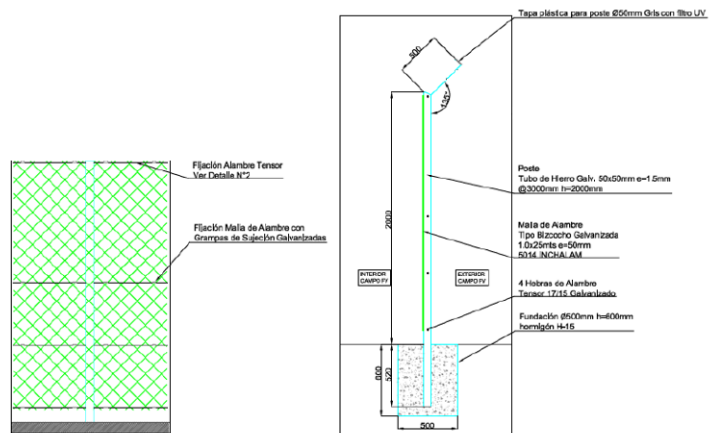 Tapa plástica para poste Ø50mm Gris con filtro UV
500
135°
Fijación Alambre Tensor
Ver Detalle N°2
Poste
Tubo de Hierro Galv. 50x50mm e=1.5mm
@3000mm h=2000mm
2000
Fijación Malla de Alambre con
Grampas de Sujeción Galvanizadas
Malla de Alambre
Tipo Bizcocho Galvanizada
1.0x25mts e=50mm
5014 INCHALAM
INTERIOR
CAMPO FV
EXTERIOR
CAMPO FV
4 Hebras de Alambre
Tensor 17/15 Galvanizado
Fundación Ø500mm h=600mm
hormigón H-15
600
520
500